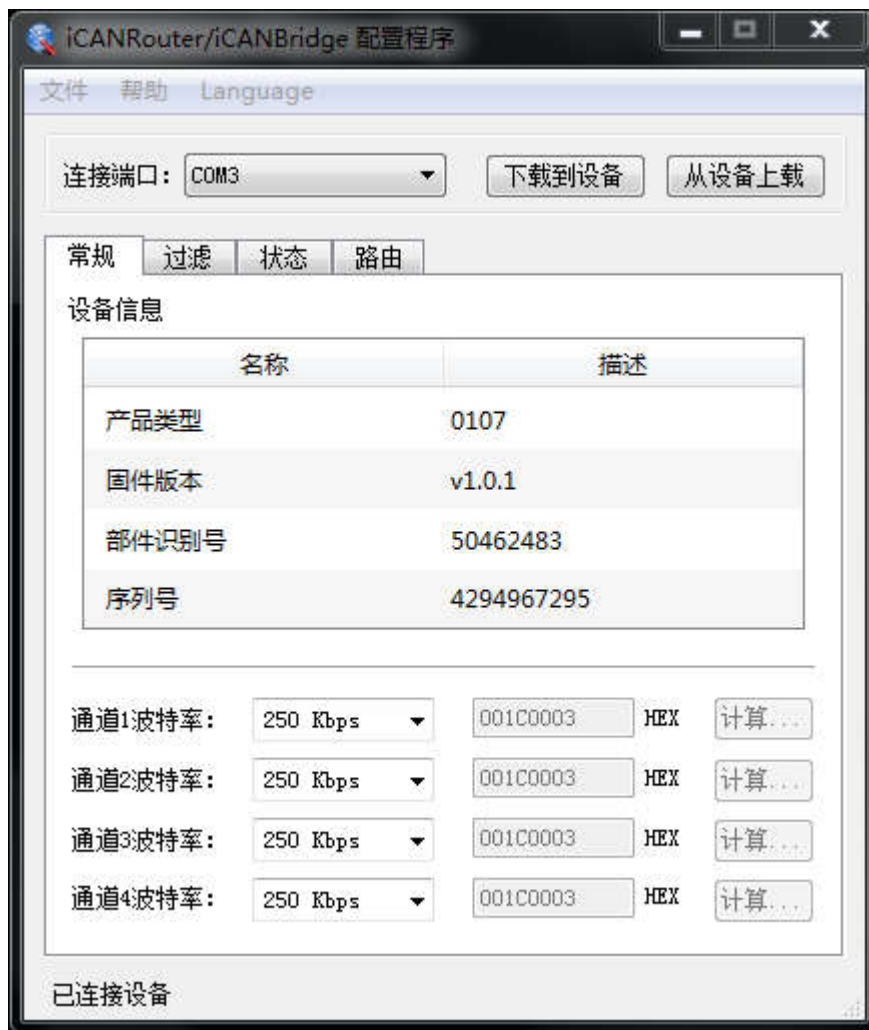 iCANRouter/iCANBridge 配置程序
文件 帮助 Language
连接端口: COM3 下载到设备 从设备上载
常规 过滤 状态 路由
设备信息
名称 描述
产品类型 0107
固件版本 v1.0.1
部件识别号 50462483
序列号 4294967295
通道1波特率: 250 Kbps 001C0003 HEX 计算...
通道2波特率: 250 Kbps 001C0003 HEX 计算...
通道3波特率: 250 Kbps 001C0003 HEX 计算...
通道4波特率: 250 Kbps 001C0003 HEX 计算...
已连接设备